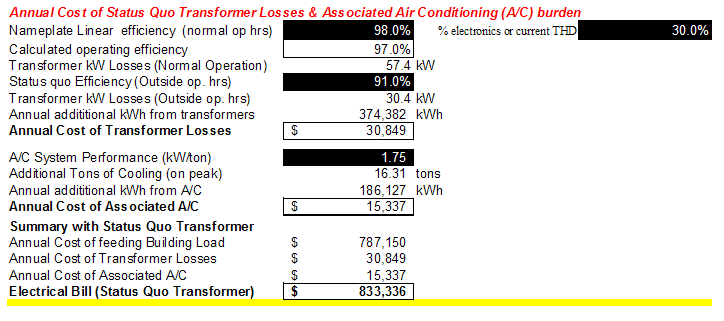 Annual Cost of Status Quo Transformer Losses & Associated Air Conditioning (A/C) burden
Nameplate Linear efficiency (normal op hrs) 98.0% % electronics or current THD 30.0%
Calculated operating efficiency 97.0%
Transformer kW Losses (Normal Operation) 57.4 kW
Status quo Efficiency (Outside op. hrs) 91.0%
Transformer kW Losses (Outside op. hrs) 30.4 kW
Annual addititional kWh from transformers 374,382 kWh
Annual Cost of Transformer Losses $ 30,849
A/C System Performance (kW/ton) 1.75
Additional Tons of Cooling (on peak) 16.31 tons
Annual addititional kWh from A/C 186,127 kWh
Annual Cost of Associated A/C $ 15,337
Summary with Status Quo Transformer
Annual Cost of feeding Building Load $ 787,150
Annual Cost of Transformer Losses $ 30,849
Annual Cost of Associated A/C $ 15,337
Electrical Bill (Status Quo Transformer) $ 833,336